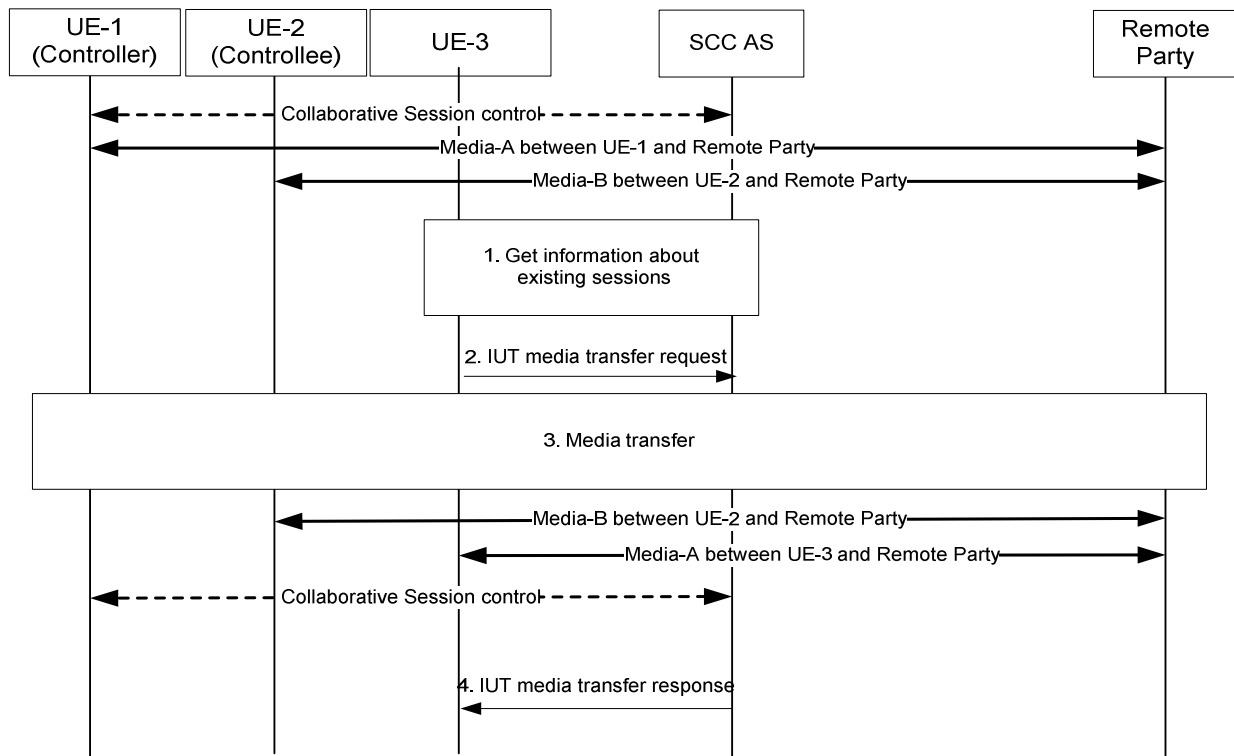 UE-1
(Controller)
UE-2
(Controllee)
UE-3
SCC AS
Remote
Party
Collaborative Session control
Media-A between UE-1 and Remote Party
Media-B between UE-2 and Remote Party
1. Get information about
existing sessions
2. IUT media transfer request
3. Media transfer
Media-B between UE-2 and Remote Party
Media-A between UE-3 and Remote Party
Collaborative Session control
4. IUT media transfer response